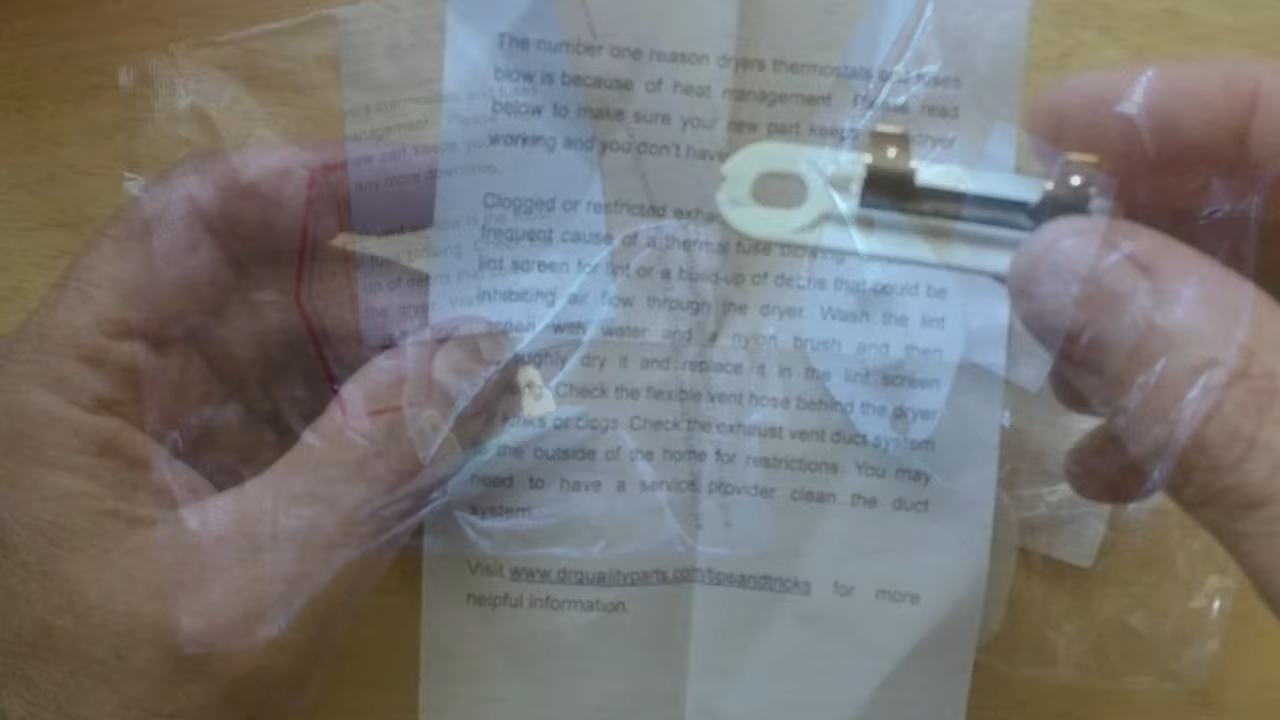 The number one reason dryers thermostats and fuses
blow is because of heat management. Please read
below to make sure your new part keeps dryer
working and you don't have
Clogged or restricted exha
frequent cause of a thermal fuse blowing.
lint screen for lint or a build-up of debris that could be
inhibiting air flow through the dryer. Wash the lint
screen with water and a nylon brush and then
oughly dry it and replace it in the lint screen
Check the flexible vent hose behind the dryer
kinks or clogs. Check the exhaust vent duct system
the outside of the home for restrictions. You may
need to have a service provider clean the duct
system.
Visit www.drqualityparts.com/tipsandtricks for more
helpful information.